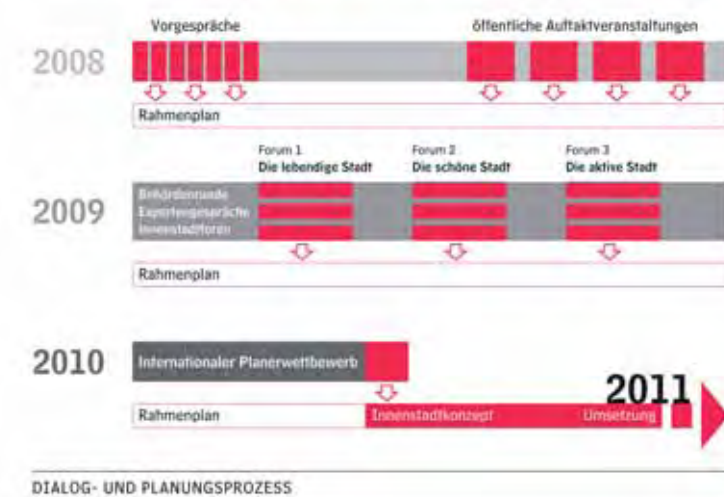 Vorgespräche
öffentliche Auftaktveranstaltungen
2008
Rahmenplan
Forum 1
Die lebendige Stadt
Forum 2
Die schöne Stadt
Forum 3
Die aktive Stadt
2009
Behördenrunde
Expertengespräche
Innenstadtforen
Rahmenplan
2010
Internationaler Planerwettbewerb
2011
Rahmenplan
Innenstadtkonzept
Umsetzung
DIALOG- UND PLANUNGSPROZESS